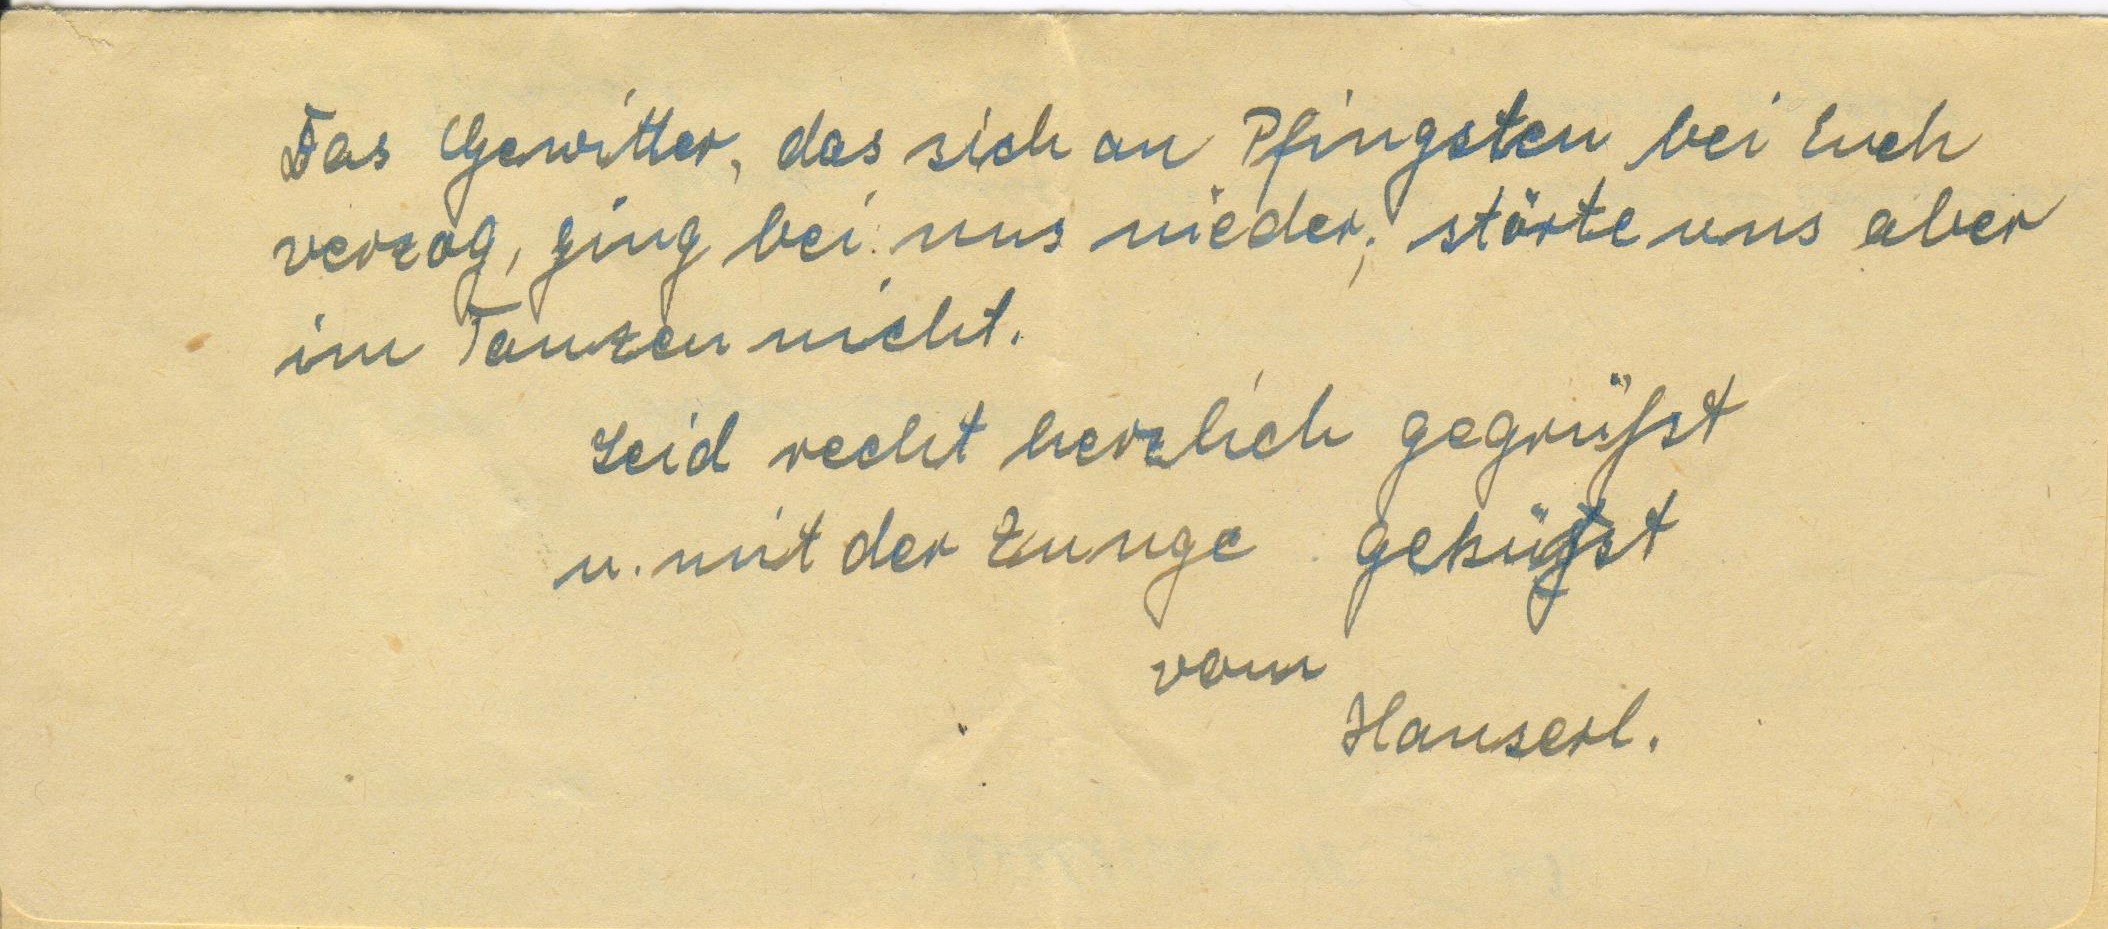 Das Gewitter, das sich an Pfingsten bei Euch
verzog, ging bei uns nieder, störte uns aber
im Tanzen nicht.
Seid recht herzlich gegrüßt
u. mit der Zunge geküßt
vom
Hanserl.